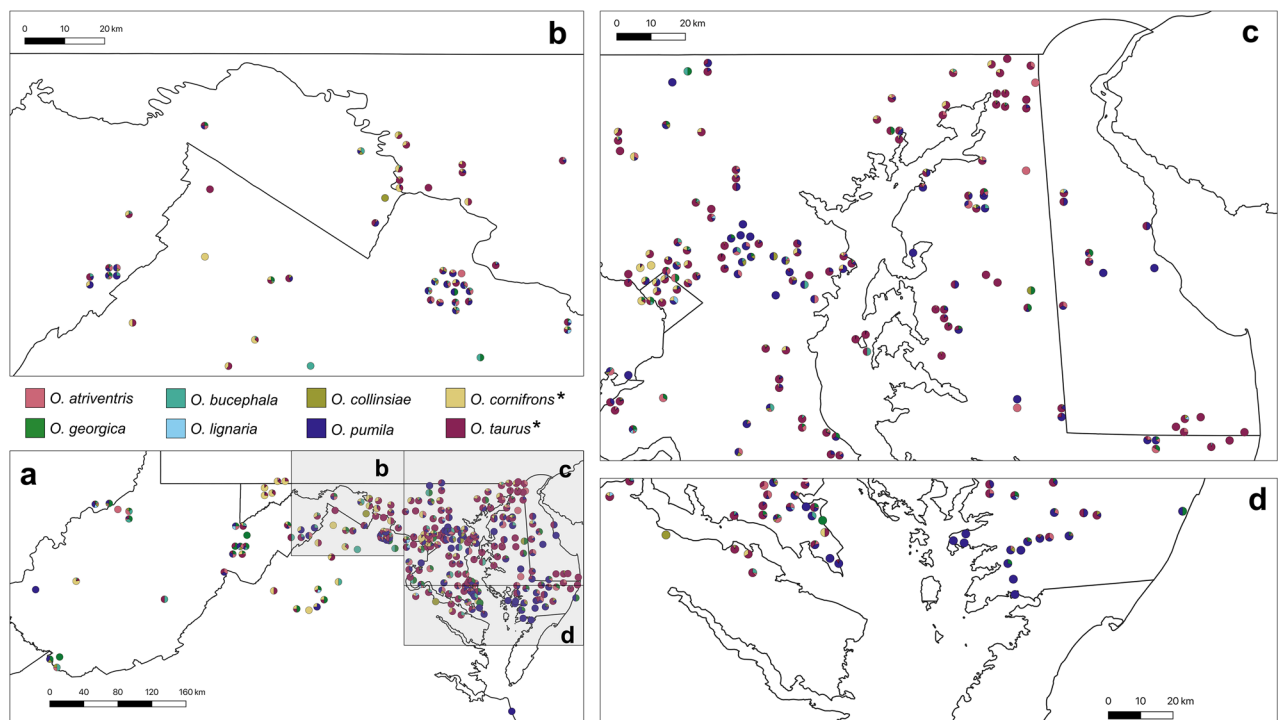 0 10 20 km
b
0 10 20 km
c
O. atriventris
O. bucephala
O. collinsiae
O. cornifrons*
O. georgica
O. lignaria
O. pumila
O. taurus*
a
b
c
d
0 40 80 120 160 km
d
0 10 20 km